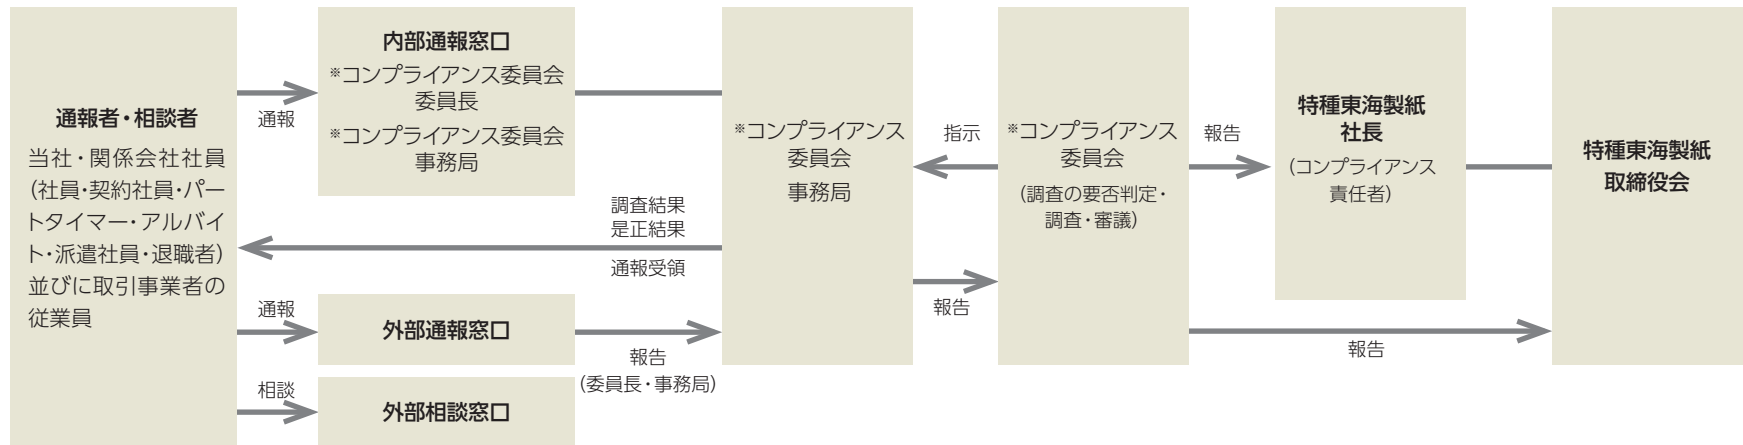 通報者・相談者
当社・関係会社社員
（社員・契約社員・パー
トタイマー・アルバイ
ト・派遣社員・退職者）
並びに取引事業者の
従業員
通報
内部通報窓口
※コンプライアンス委員会
委員長
※コンプライアンス委員会
事務局
調査結果
是正結果
通報受領
通報
外部通報窓口
報告
（委員長・事務局）
相談
外部相談窓口
※コンプライアンス
委員会
事務局
指示
報告
※コンプライアンス
委員会
（調査の要否判定・
調査・審議）
報告
特種東海製紙
社長
（コンプライアンス
責任者）
報告
特種東海製紙
取締役会